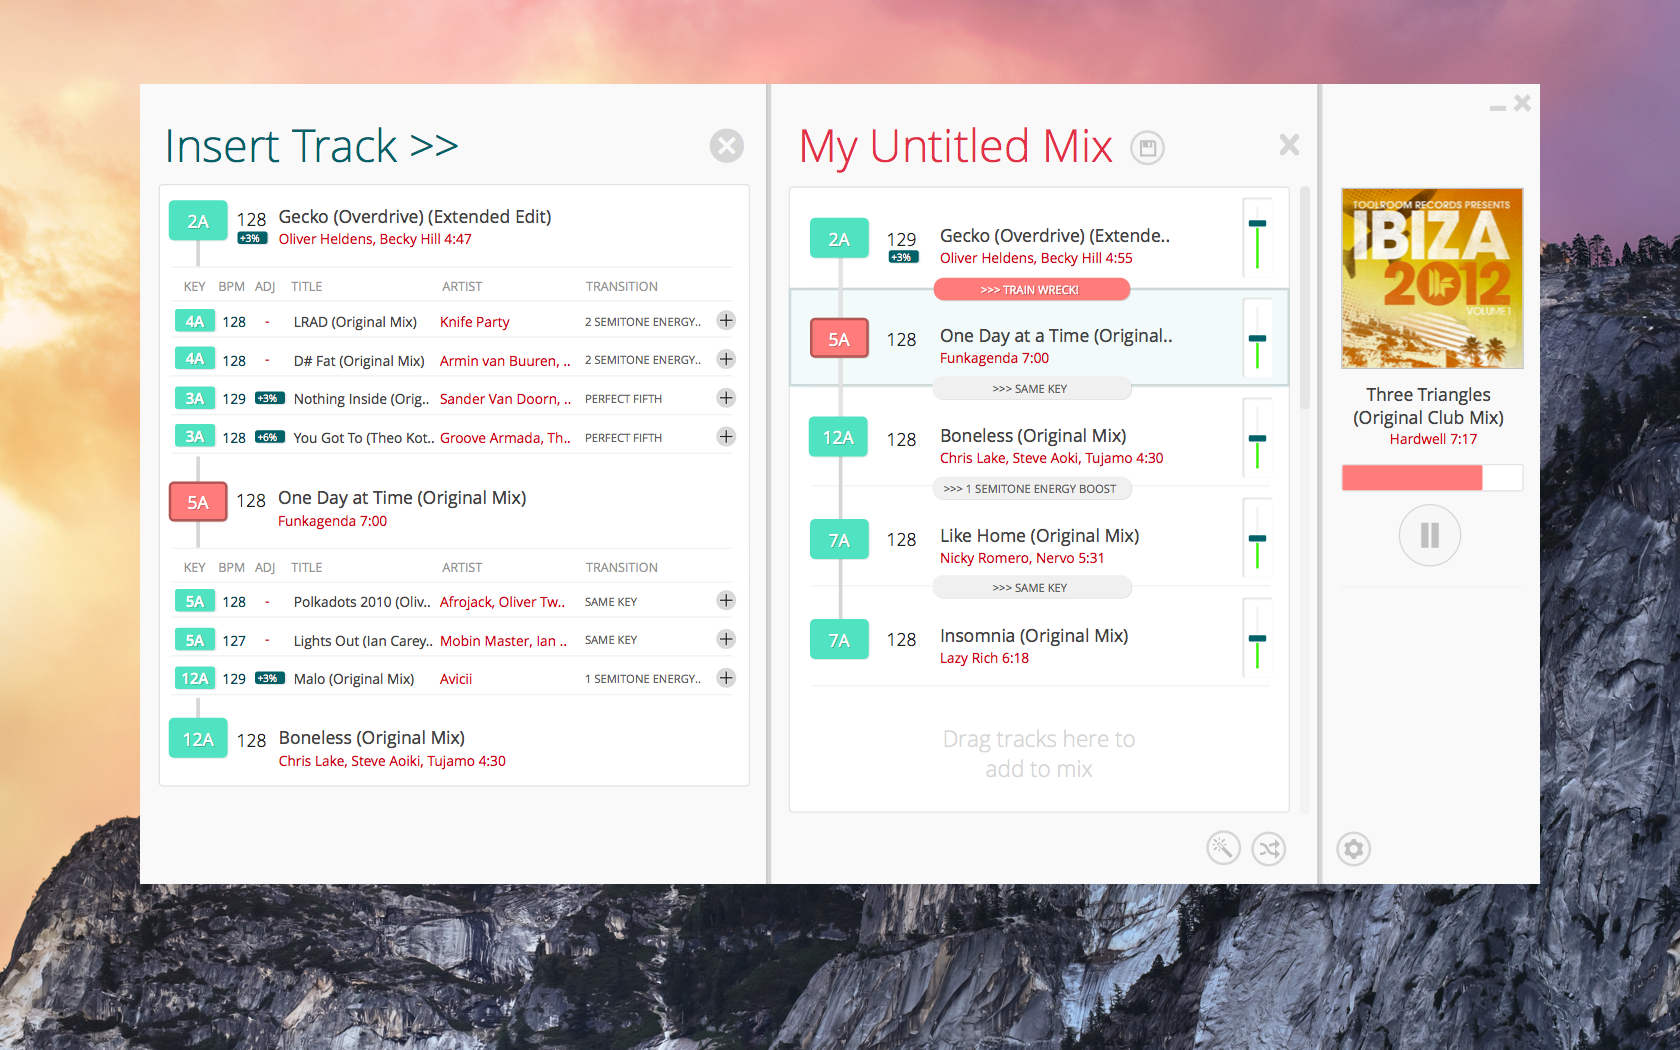 Insert Track >>
2A 128 Gecko (Overdrive) (Extended Edit)
+3% Oliver Heldens, Becky Hill 4:47
KEY BPM ADJ TITLE ARTIST TRANSITION
4A 128 - LRAD (Original Mix) Knife Party 2 SEMITONE ENERGY..
4A 128 - D# Fat (Original Mix) Armin van Buuren, .. 2 SEMITONE ENERGY..
3A 129 +3% Nothing Inside (Orig.. Sander Van Doorn, .. PERFECT FIFTH
3A 128 +6% You Got To (Theo Kot.. Groove Armada, Th.. PERFECT FIFTH
5A 128 One Day at Time (Original Mix)
Funkagenda 7:00
KEY BPM ADJ TITLE ARTIST TRANSITION
5A 128 - Polkadots 2010 (Oliv.. Afrojack, Oliver Tw.. SAME KEY
5A 127 - Lights Out (Ian Carey.. Mobin Master, Ian .. SAME KEY
12A 129 +3% Malo (Original Mix) Avicii 1 SEMITONE ENERGY..
12A 128 Boneless (Original Mix)
Chris Lake, Steve Aoiki, Tujamo 4:30
My Untitled Mix
2A 129 Gecko (Overdrive) (Extende..
+3% Oliver Heldens, Becky Hill 4:55
>>> TRAIN WRECK!
5A 128 One Day at a Time (Original..
Funkagenda 7:00
>>> SAME KEY
12A 128 Boneless (Original Mix)
Chris Lake, Steve Aoki, Tujamo 4:30
>>> 1 SEMITONE ENERGY BOOST
7A 128 Like Home (Original Mix)
Nicky Romero, Nervo 5:31
>>> SAME KEY
7A 128 Insomnia (Original Mix)
Lazy Rich 6:18
Drag tracks here to
add to mix
TOOLROOM RECORDS PRESENTS
IBIZA
2012
VOLUME 1
Three Triangles
(Original Club Mix)
Hardwell 7:17